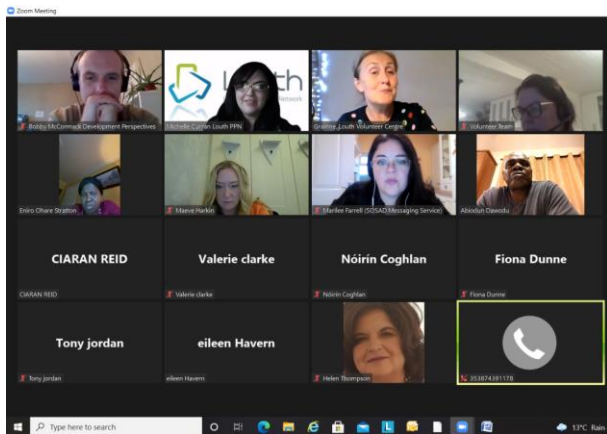 Zoom Meeting
L th
Network
Bobby McCormack Development Perspectives
Michelle Curran Louth PPN
Grainne, Louth Volunteer Centre
Volunteer Team
Eniro Ohare Stratton
Maeve Harkin
Marilee Farrell (SOSAD Messaging Service)
Abiodun Dawodu
CIARAN REID
Valerie clarke
Nóirín Coghlan
Fiona Dunne
CIARAN REID
Valerie clarke
Nóirín Coghlan
Fiona Dunne
Tony jordan
eileen Havern
Tony jordan
eileen Havern
Helen Thompson
353874391178
Type here to search
13°C Rain